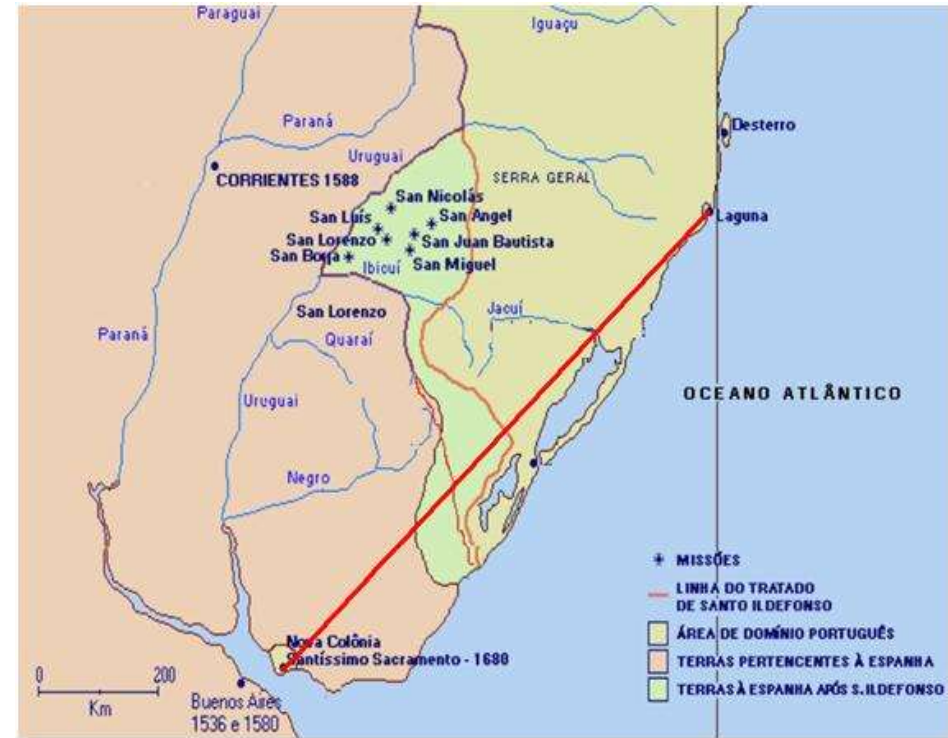 Paraguai
Iguaçu
Paraná
Desterro
Uruguai
CORRIENTES 1588
SERRA GERAL
San Nicolás
San Luís
San Angel
Laguna
San Lorenzo
San Juan Bautista
San Borja
Ibicuí
San Miguel
San Lorenzo
Jacuí
Paraná
Quaraí
Uruguai
OCEANO ATLÂNTICO
Negro
MISSÕES
LINHA DO TRATADO
DE SANTO ILDEFONSO
ÁREA DE DOMÍNIO PORTUGUÊS
TERRAS PERTENCENTES À ESPANHA
TERRAS À ESPANHA APÓS S.ILDEFONSO
Nova Colônia
Santíssimo Sacramento - 1680
0 200
Km
Buenos Aires
1536 e 1580